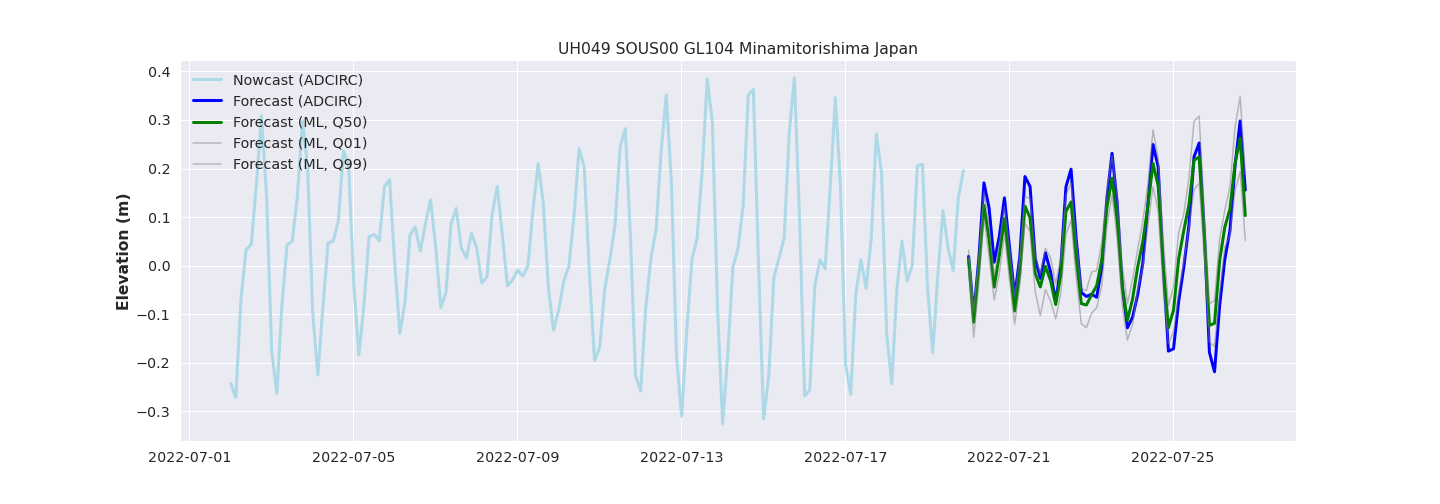 UH049 SOUS00 GL104 Minamitorishima Japan
0.4
0.3
0.2
0.1
0.0
−0.1
−0.2
−0.3
Elevation (m)
Nowcast (ADCIRC)
Forecast (ADCIRC)
Forecast (ML, Q50)
Forecast (ML, Q01)
Forecast (ML, Q99)
2022-07-01 2022-07-05 2022-07-09 2022-07-13 2022-07-17 2022-07-21 2022-07-25